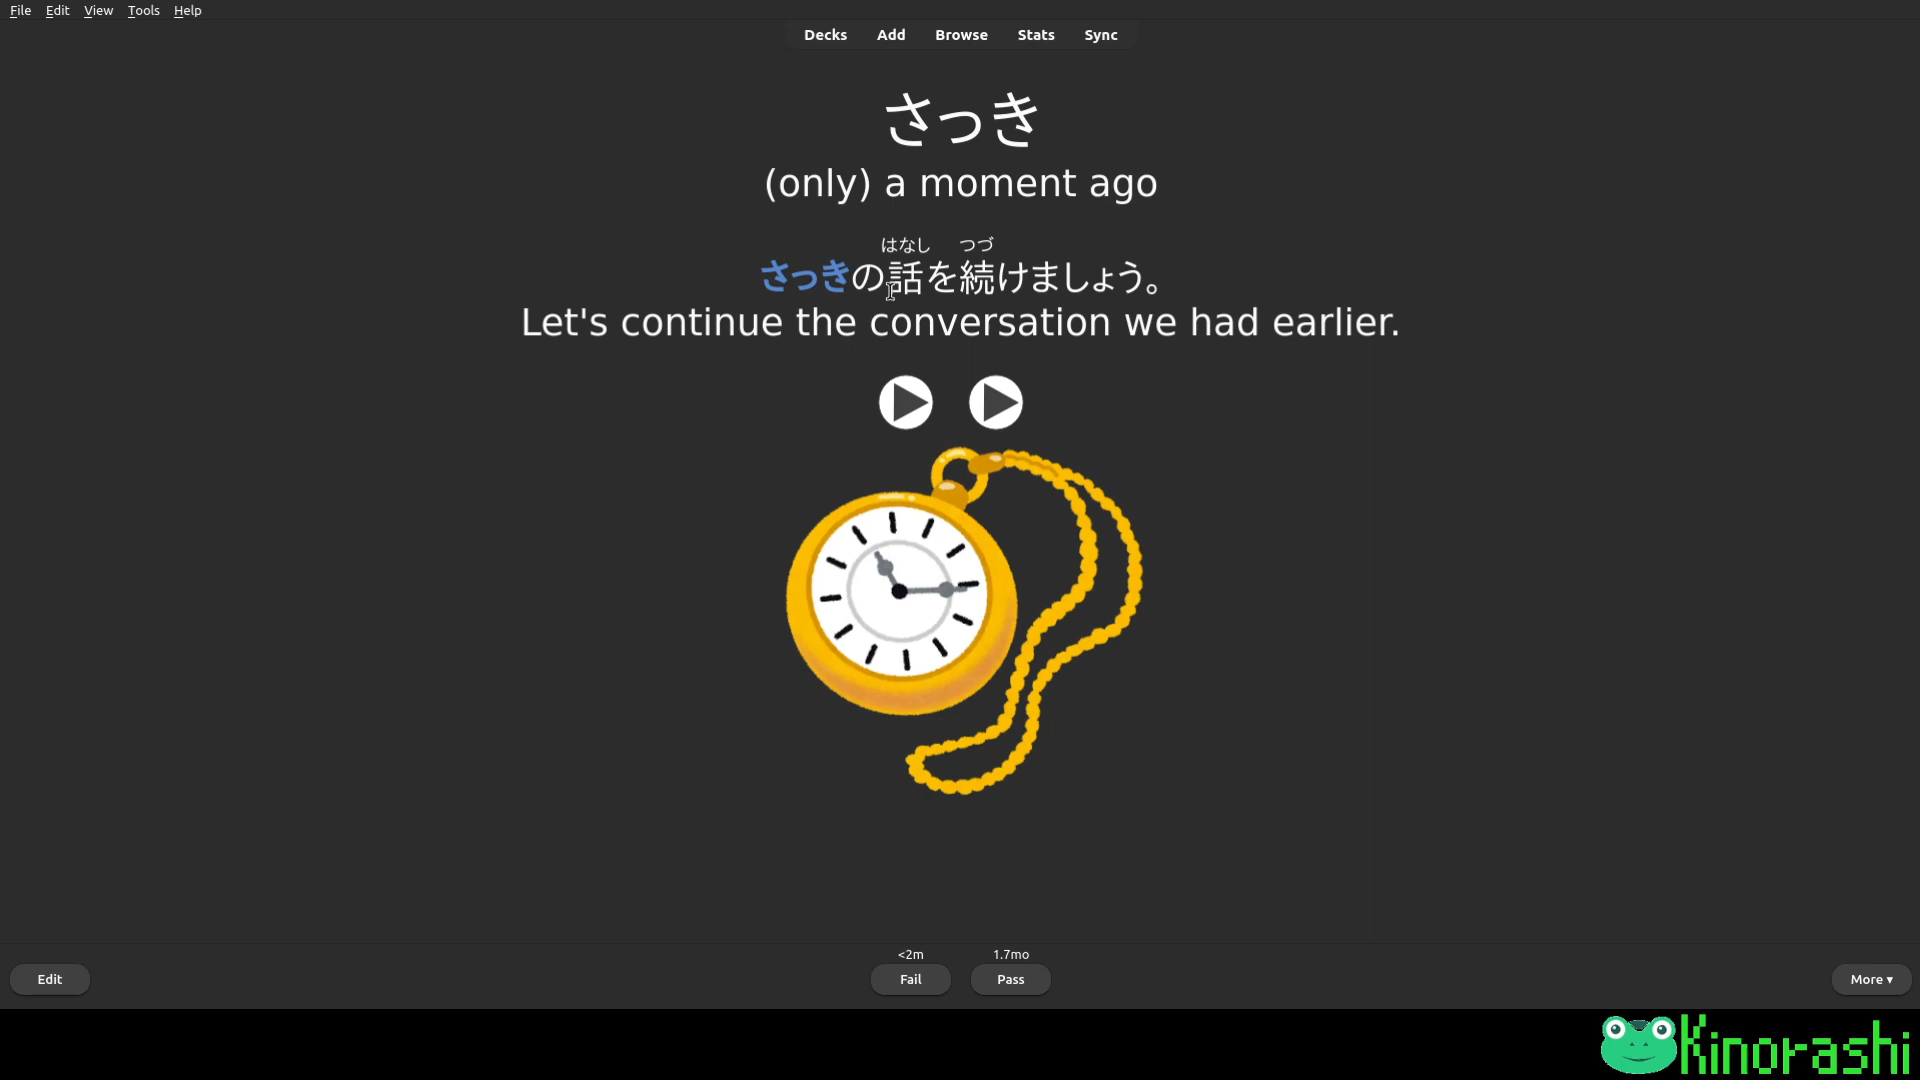 File Edit View Tools Help
Decks Add Browse Stats Sync
さっき
(only) a moment ago
はなし つづ
さっきの話を続けましょう。
Let's continue the conversation we had earlier.
<2m 1.7mo
Edit Fail Pass More ▾
Kinorashi